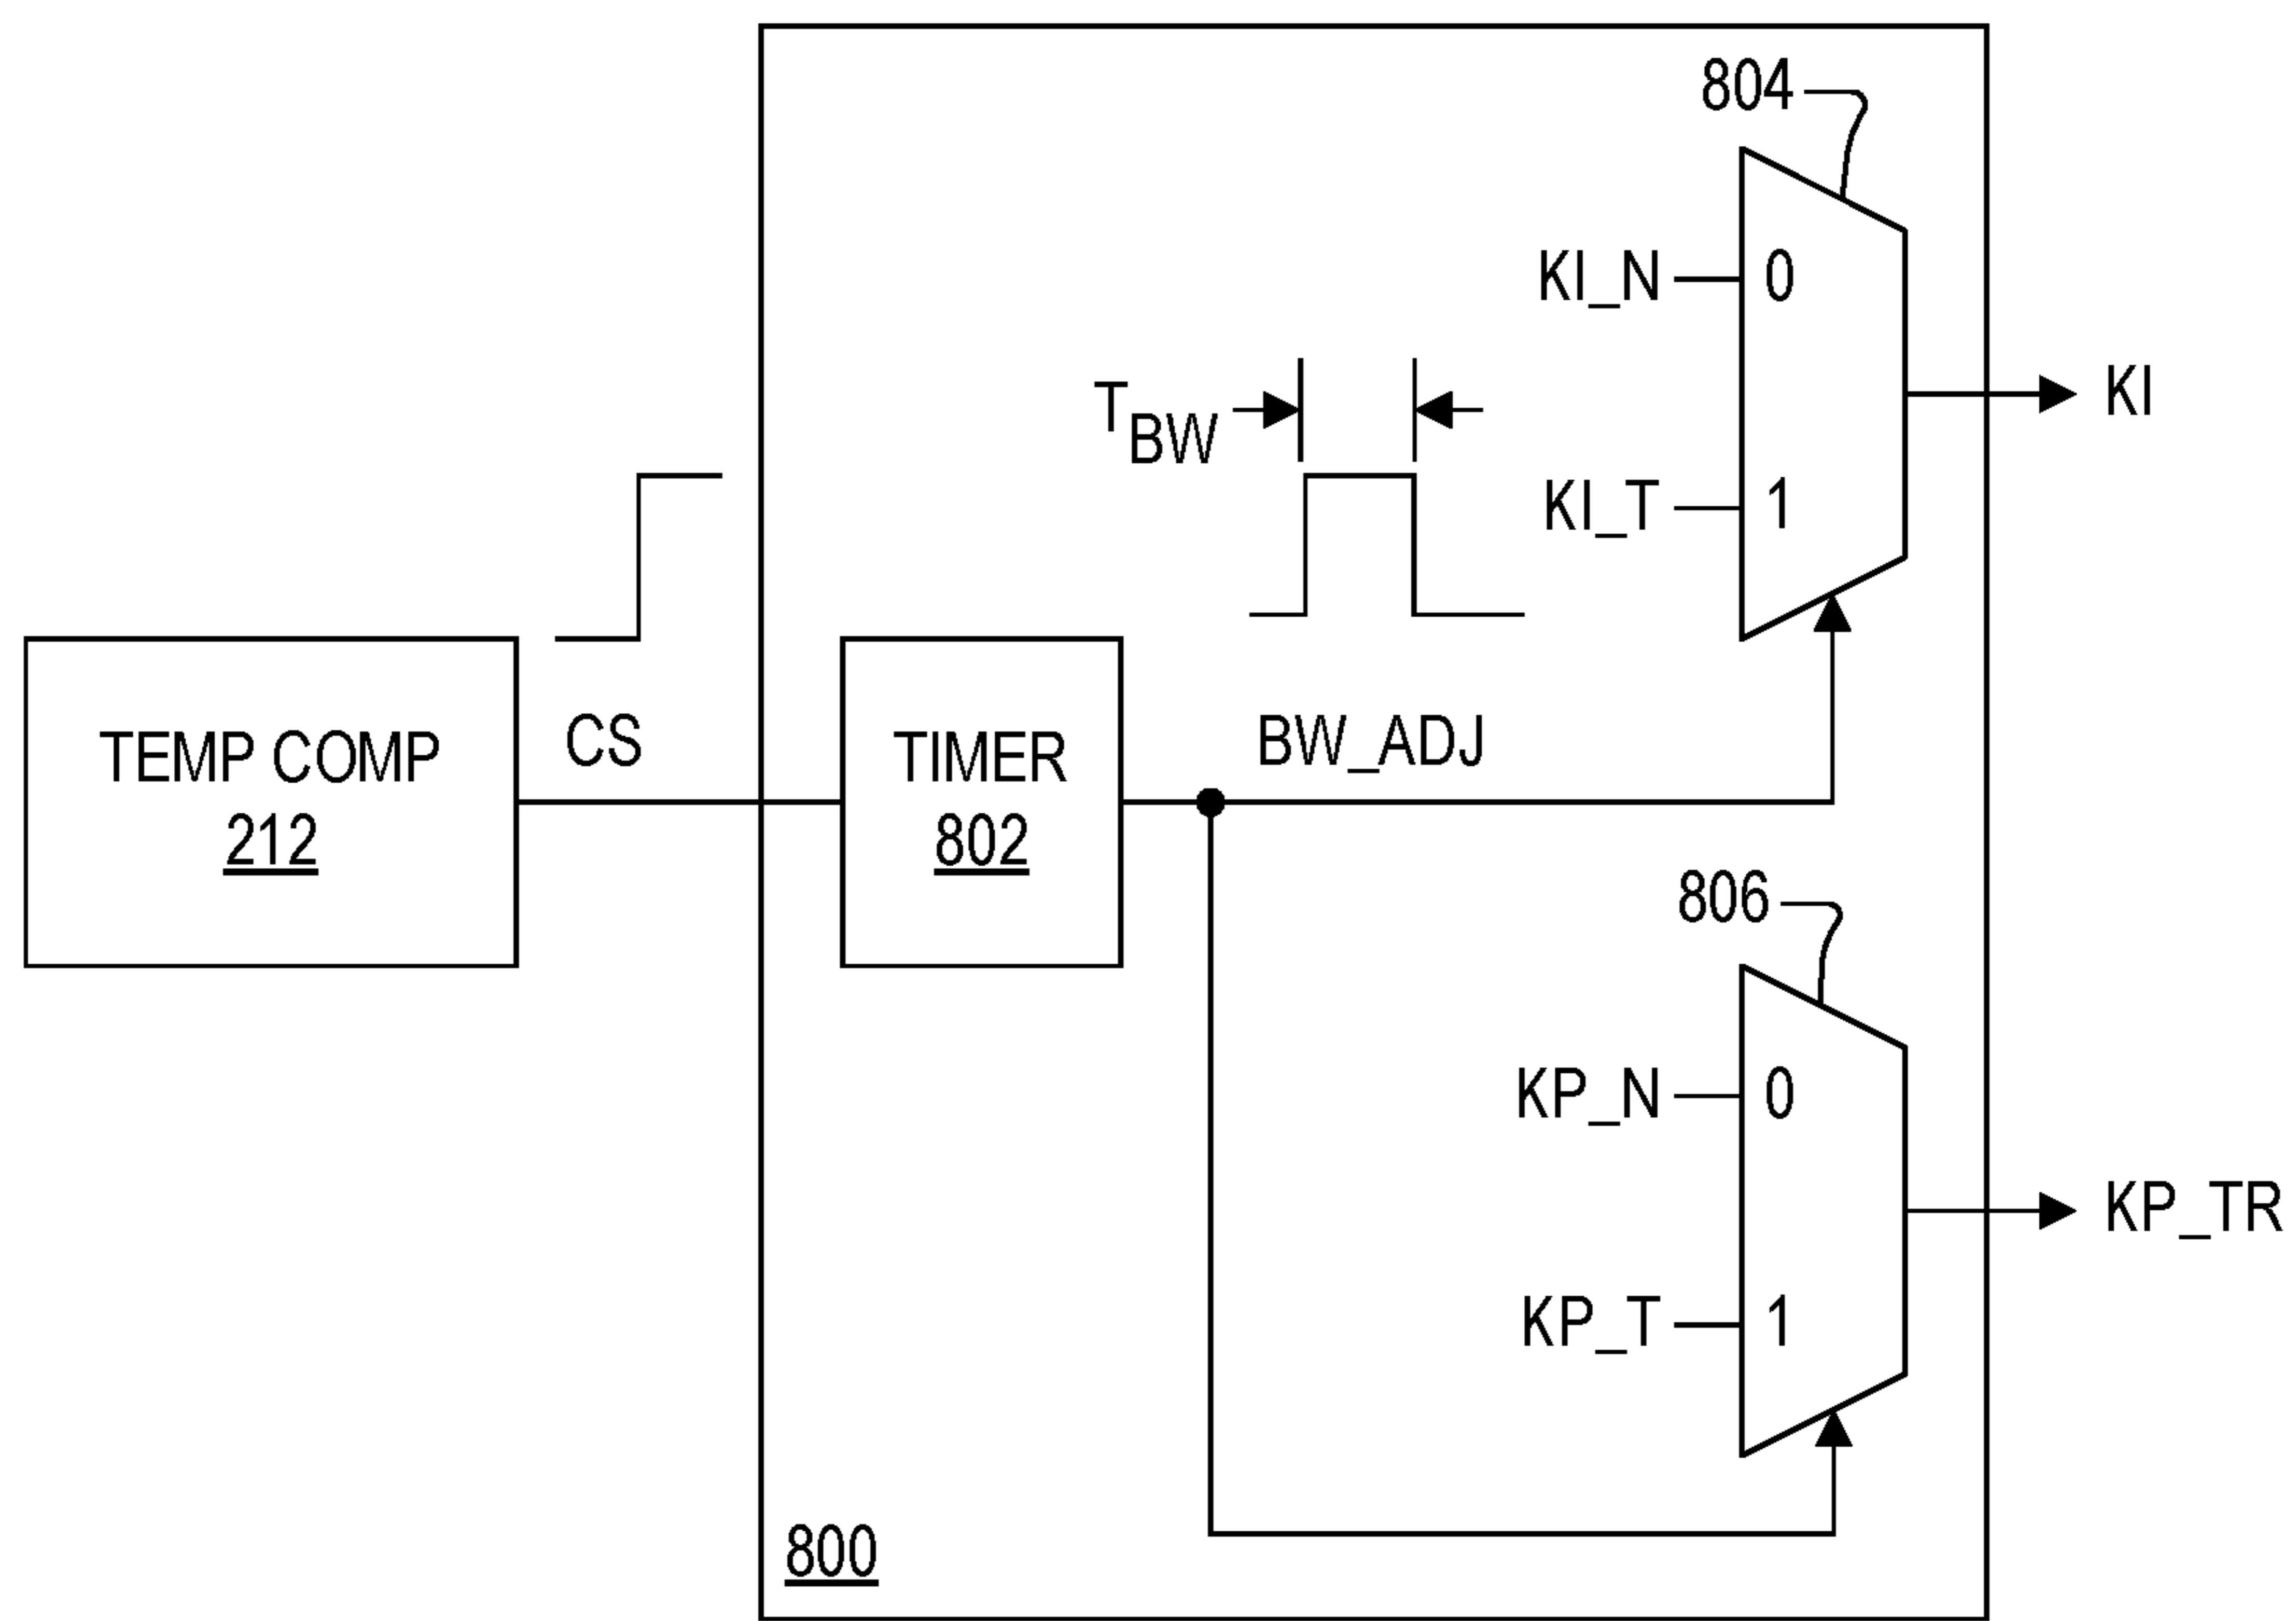 804
KI_N
0
KI
T
BW
KI_T
1
TEMP COMP
212
CS
TIMER
802
BW_ADJ
806
KP_N
0
KP_TR
KP_T
1
800